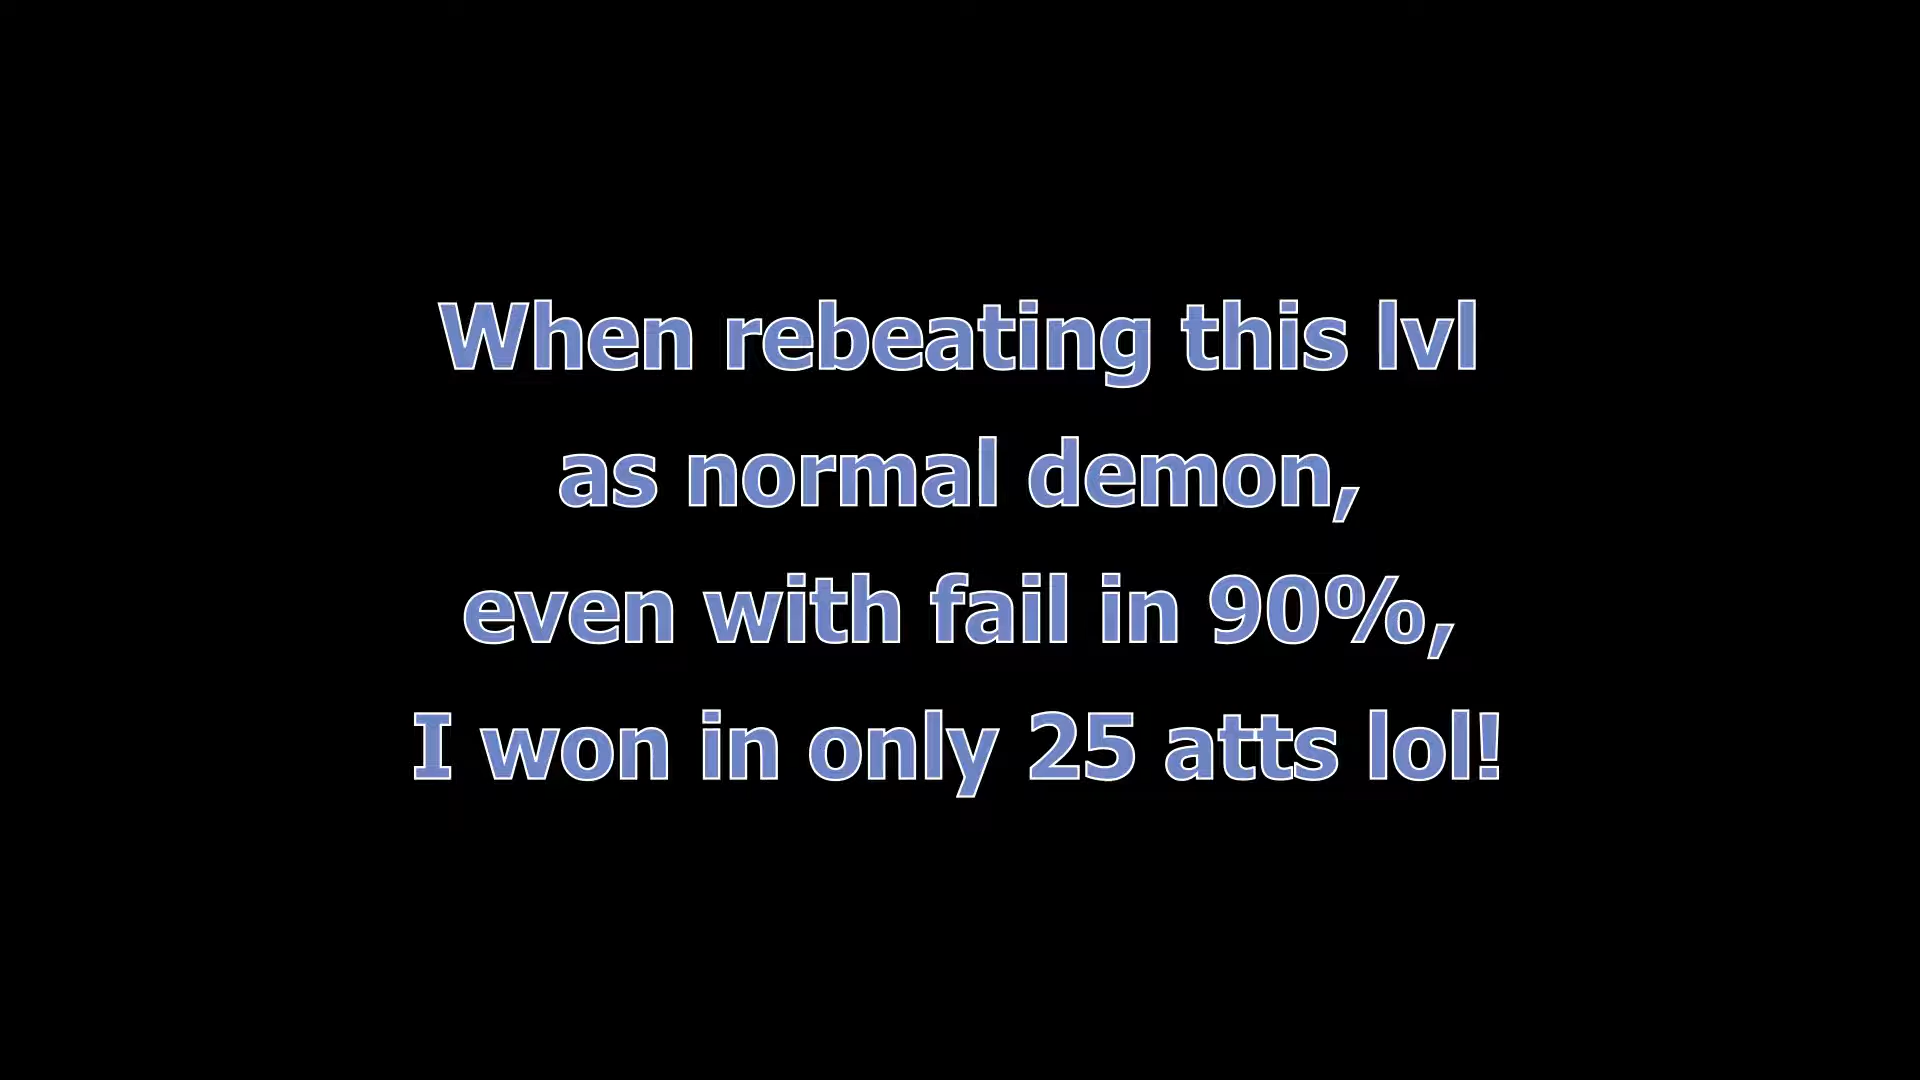 When rebeating this lvl
as normal demon,
even with fail in 90%,
I won in only 25 atts lol!